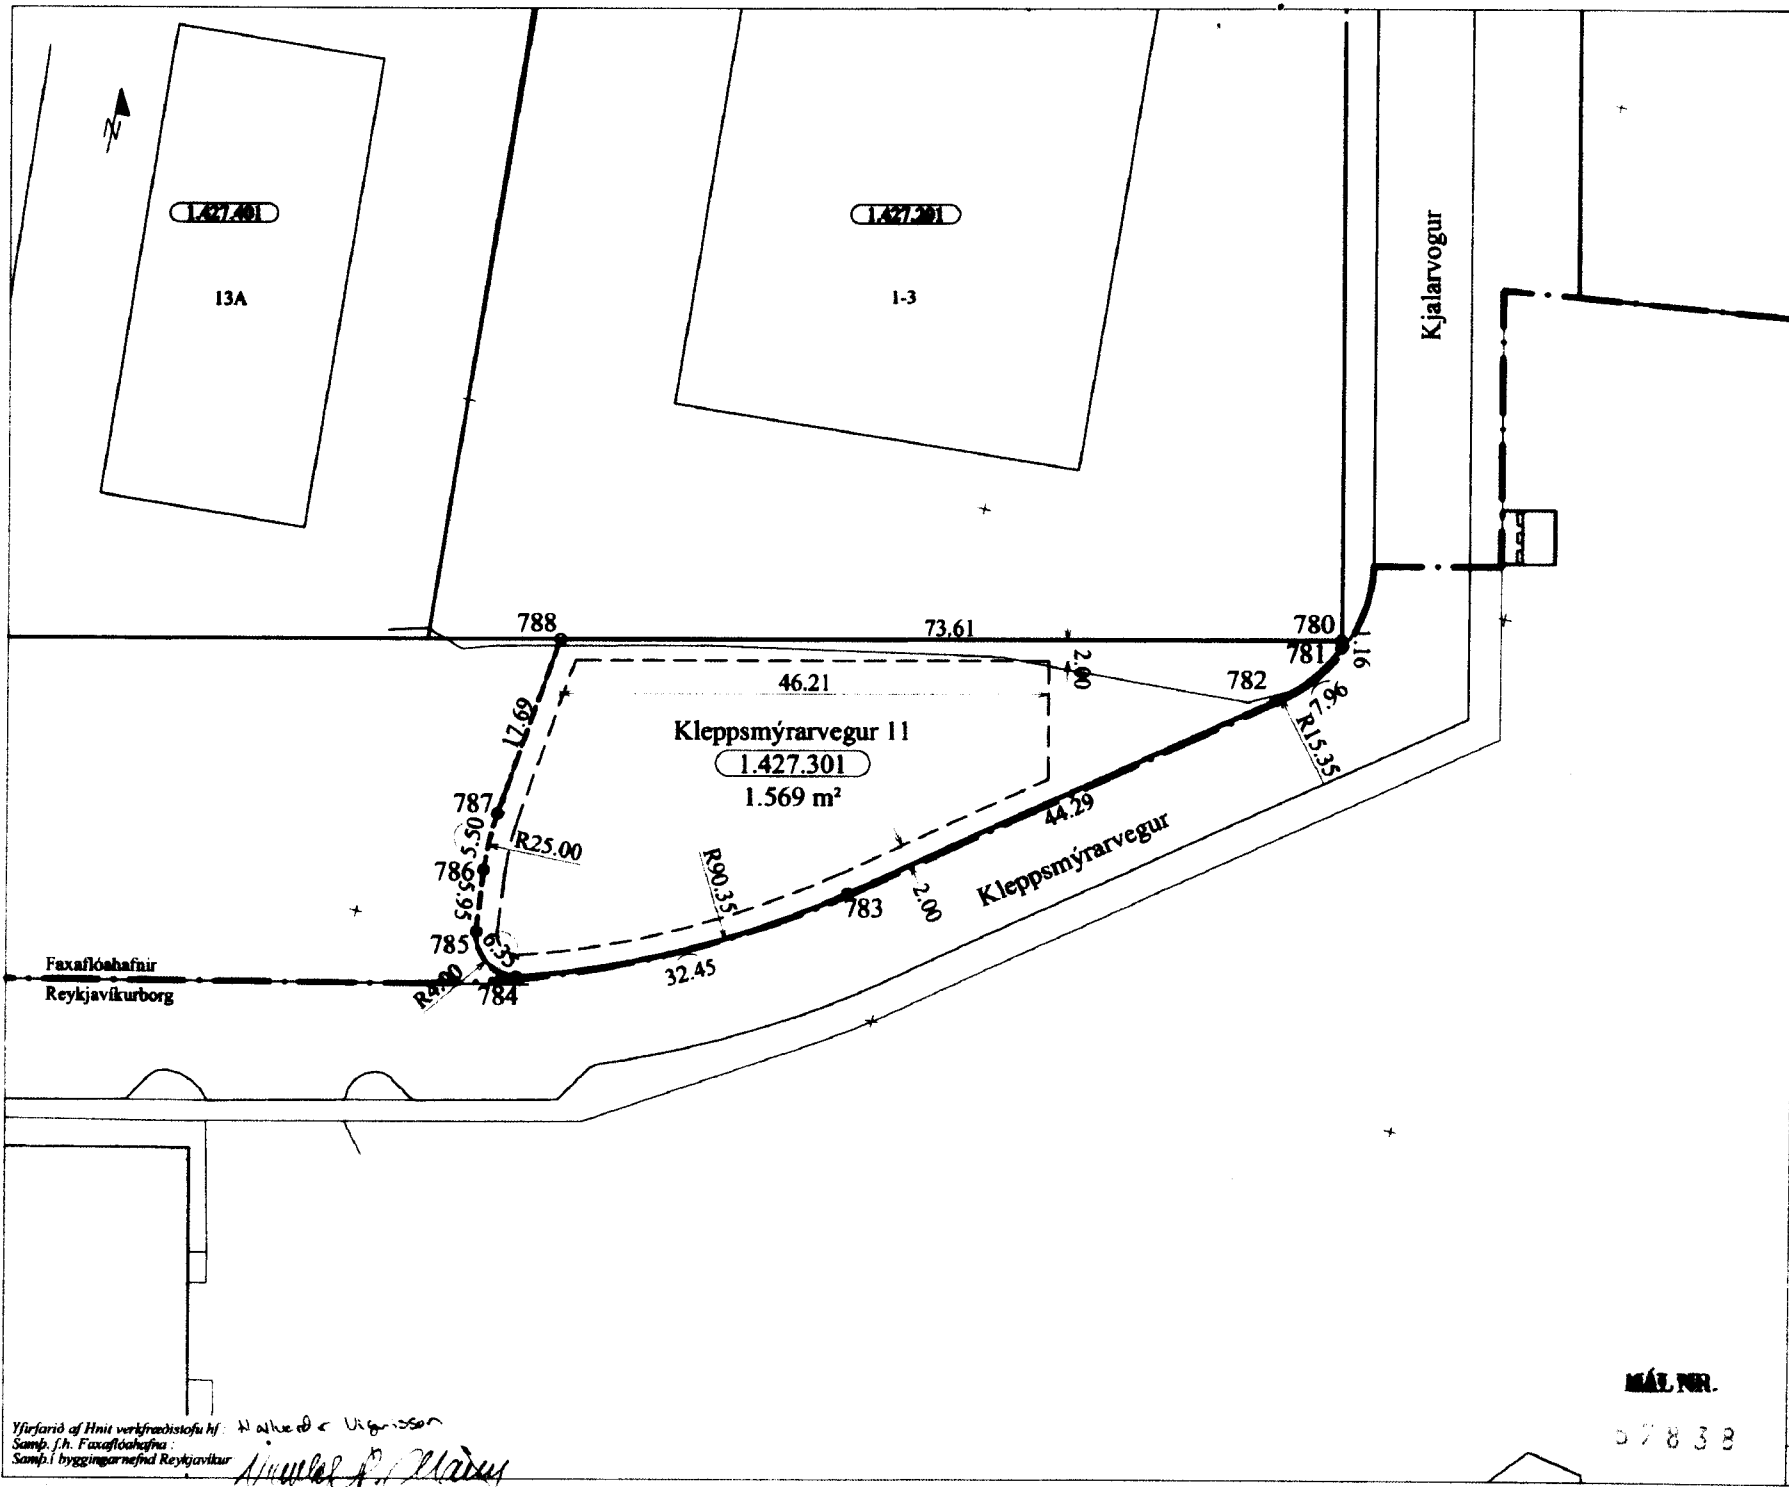 N
1.427.401
1.427.201
13A
1-3
Kjalarvogur
788
73.61
780
781
1.16
2.00
782
7.96
46.21
R15.35
17.69
Kleppsmýrarvegur 11
1.427.301
1.569 m²
787
5.50
R25.00
44.29
Kleppsmýrarvegur
786
R90.35
5.95
783
2.00
785
6.35
Faxaflóahafnir
Reykjavíkurborg
R4.00
784
32.45
MÁL NR.
57838
Yfirfarið af Hnit verkfræðistofu hf :
Samþ. f.h. Faxaflóahafna :
Samþ. í byggingarnefnd Reykjavíkur